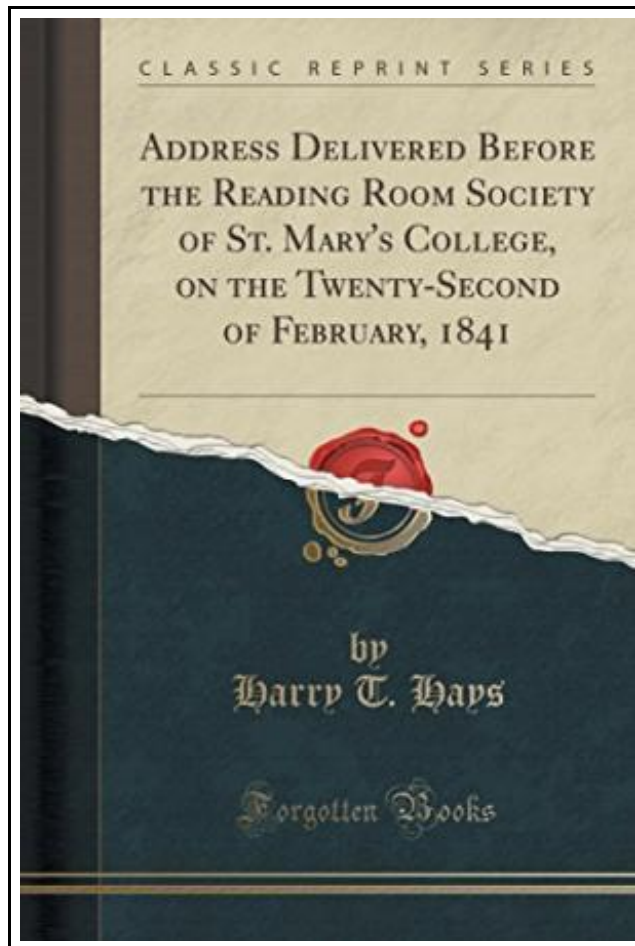 CLASSIC REPRINT SERIES
ADDRESS DELIVERED BEFORE
THE READING ROOM SOCIETY
OF ST. MARY'S COLLEGE,
ON THE TWENTY-SECOND
OF FEBRUARY, 1841
by
Harry T. Hays
Forgotten Books